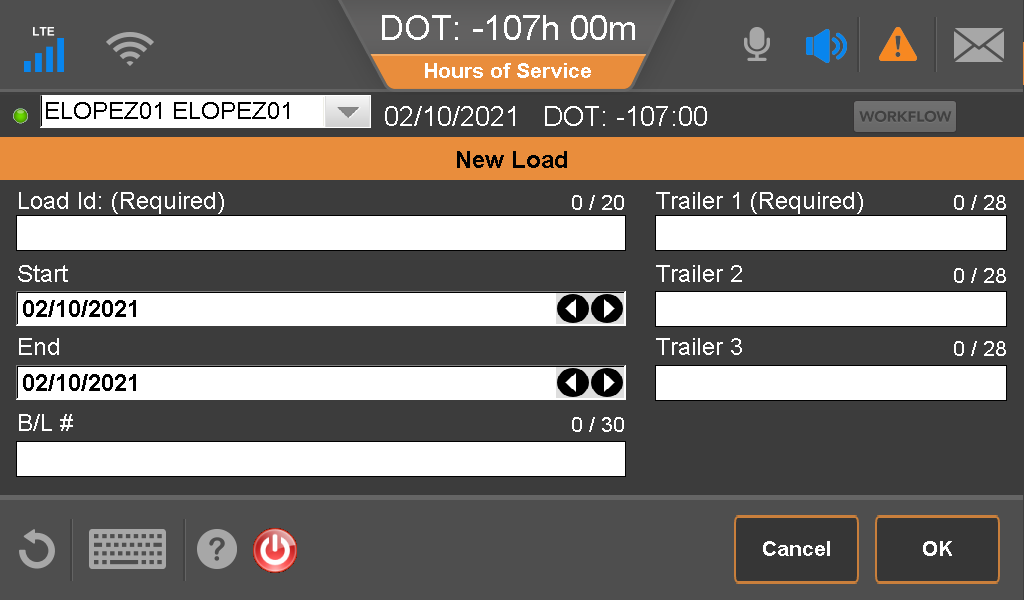 LTE
DOT: -107h 00m
Hours of Service
ELOPEZ01 ELOPEZ01
02/10/2021 DOT: -107:00
WORKFLOW
New Load
Load Id: (Required) 0 / 20
Start
02/10/2021
End
02/10/2021
B/L # 0 / 30
Trailer 1 (Required) 0 / 28
Trailer 2 0 / 28
Trailer 3 0 / 28
?
Cancel
OK